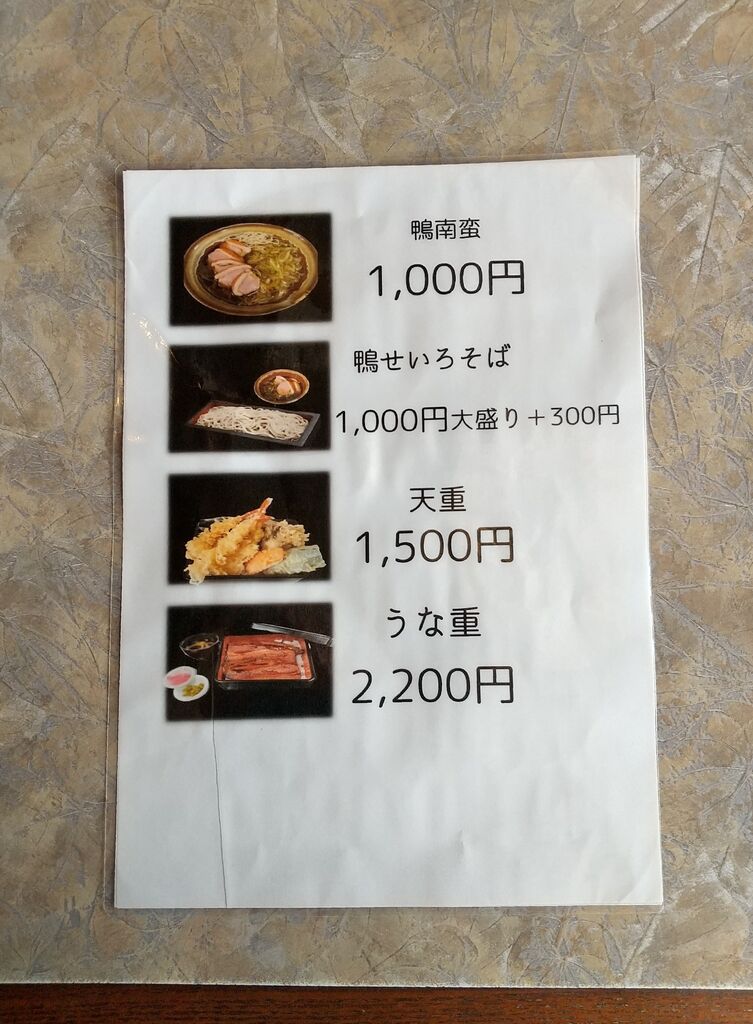 鴨南蛮
1,000円
鴨せいろそば
1,000円大盛り+300円
天重
1,500円
うな重
2,200円